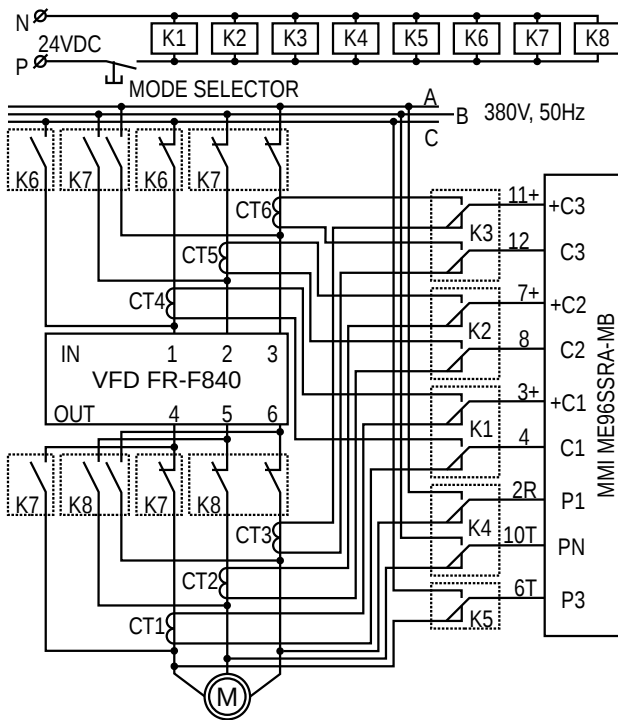 N
K1 K2 K3 K4 K5 K6 K7 K8
24VDC
P
MODE SELECTOR
A
B 380V, 50Hz
C
K6 K7 K6 K7
CT6
CT5
CT4
K3
11+ +C3
12 C3
K2
7+ +C2
8 C2
K1
3+ +C1
4 C1
K4
2R P1
10T PN
6T P3
K5
MMI ME96SSRA-MB
IN 1 2 3
VFD FR-F840
OUT 4 5 6
K7 K8 K7 K8
CT3
CT2
CT1
M